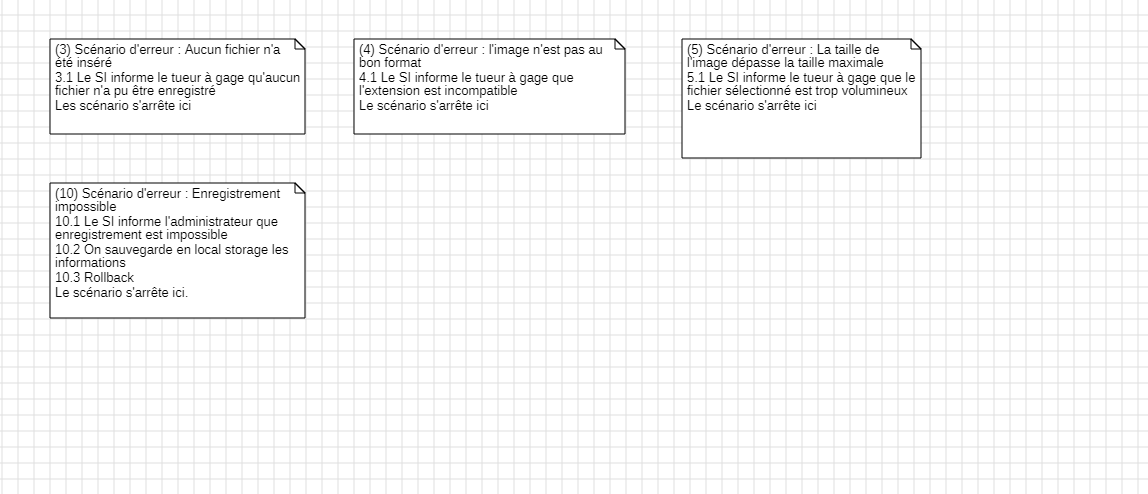 (3) Scénario d'erreur : Aucun fichier n'a
été inséré
3.1 Le SI informe le tueur à gage qu'aucun
fichier n'a pu être enregistré
Les scénario s'arrête ici
(4) Scénario d'erreur : l'image n'est pas au
bon format
4.1 Le SI informe le tueur à gage que
l'extension est incompatible
Le scénario s'arrête ici
(5) Scénario d'erreur : La taille de
l'image dépasse la taille maximale
5.1 Le SI informe le tueur à gage que le
fichier sélectionné est trop volumineux
Le scénario s'arrête ici
(10) Scénario d'erreur : Enregistrement
impossible
10.1 Le SI informe l'administrateur que
enregistrement est impossible
10.2 On sauvegarde en local storage les
informations
10.3 Rollback
Le scénario s'arrête ici.